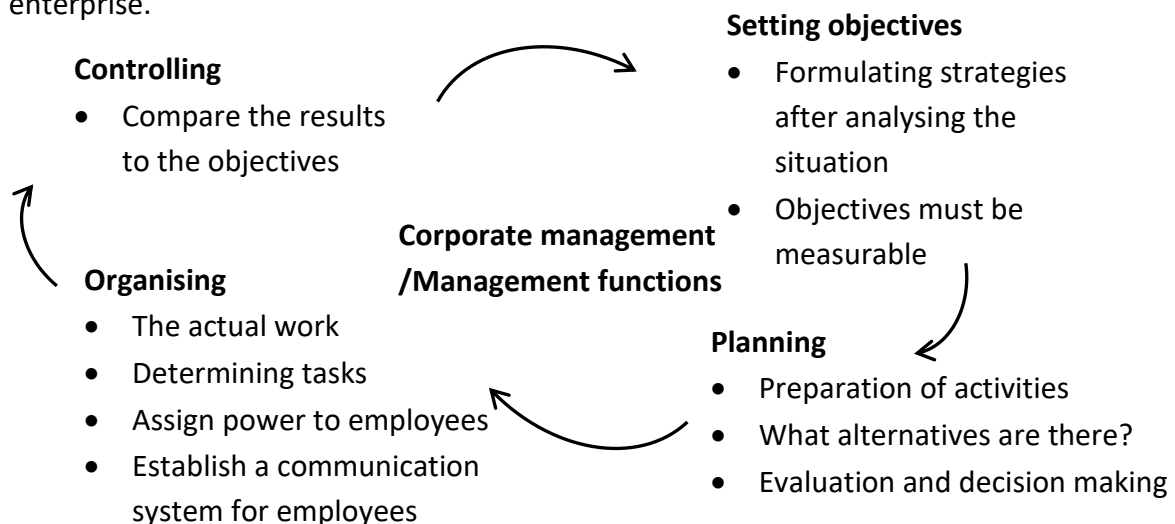 enterprise.
Setting objectives
• Formulating strategies
after analysing the
situation
• Objectives must be
measurable
Controlling
• Compare the results
to the objectives
Corporate management
/Management functions
Organising
• The actual work
• Determining tasks
• Assign power to employees
• Establish a communication
system for employees
Planning
• Preparation of activities
• What alternatives are there?
• Evaluation and decision making